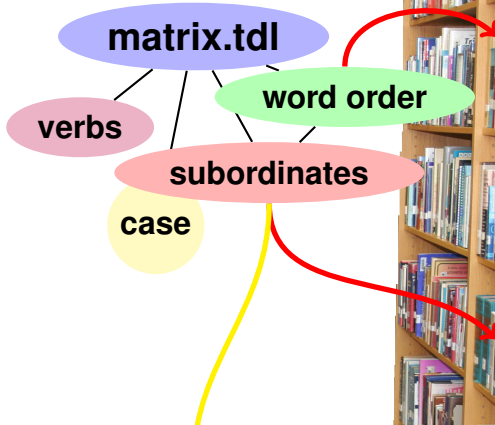 matrix.tdl
word order
verbs
subordinates
case